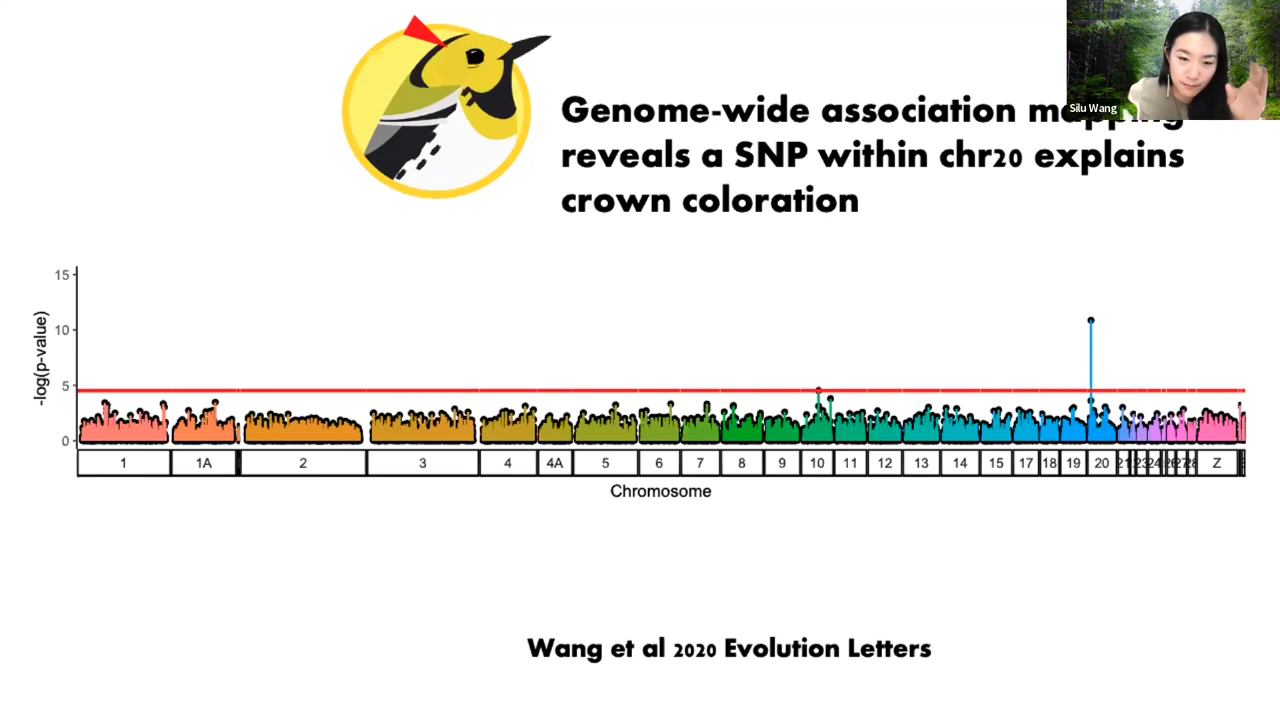 Silu Wang
Genome-wide association mapping
reveals a SNP within chr20 explains
crown coloration
15
10
5
0
-log(p-value)
1 1A 2 3 4 4A 5 6 7 8 9 10 11 12 13 14 15 17 18 19 20 23 24 Z
Chromosome
Wang et al 2020 Evolution Letters